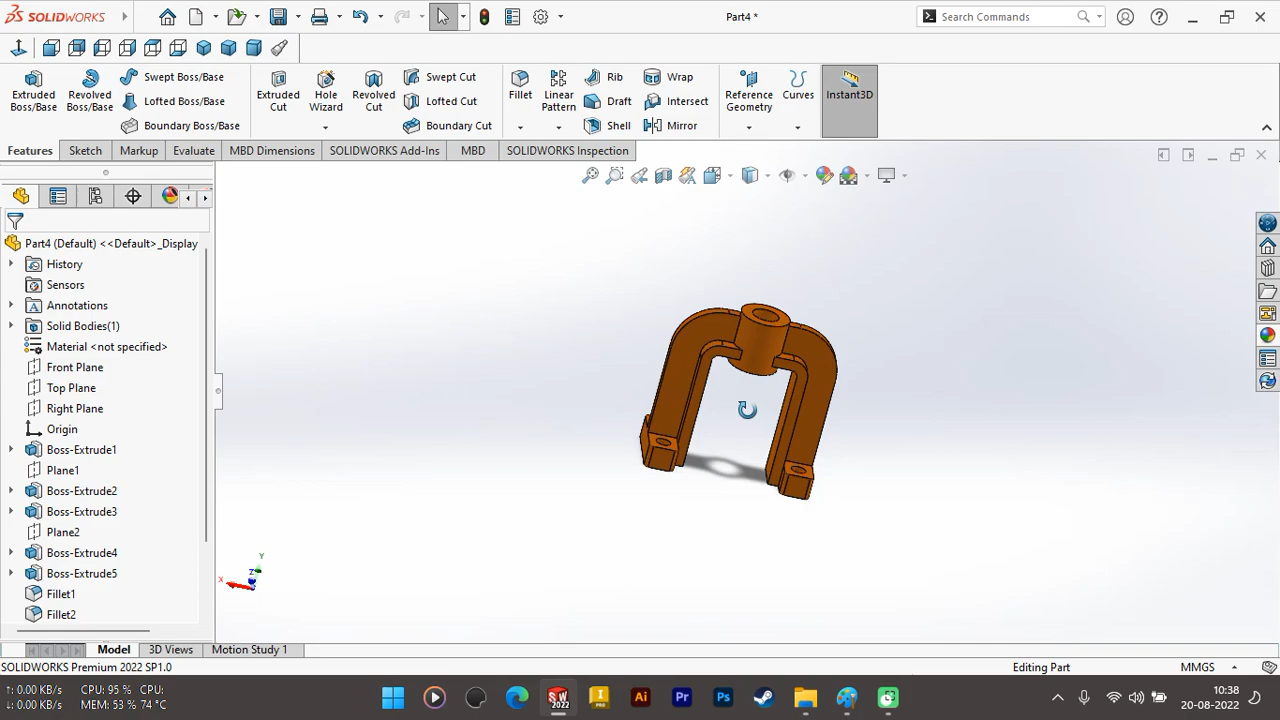 SOLIDWORKS
Part4 *
Search Commands
Extruded Boss/Base
Revolved Boss/Base
Swept Boss/Base
Lofted Boss/Base
Boundary Boss/Base
Extruded Cut
Hole Wizard
Revolved Cut
Swept Cut
Lofted Cut
Boundary Cut
Fillet
Linear Pattern
Rib
Draft
Shell
Wrap
Intersect
Mirror
Reference Geometry
Curves
Instant3D
Features
Sketch
Markup
Evaluate
MBD Dimensions
SOLIDWORKS Add-Ins
MBD
SOLIDWORKS Inspection
Part4 (Default) <<Default>_Display
History
Sensors
Annotations
Solid Bodies(1)
Material <not specified>
Front Plane
Top Plane
Right Plane
Origin
Boss-Extrude1
Plane1
Boss-Extrude2
Boss-Extrude3
Plane2
Boss-Extrude4
Boss-Extrude5
Fillet1
Fillet2
Y
X
Z
Model
3D Views
Motion Study 1
SOLIDWORKS Premium 2022 SP1.0
Editing Part
MMGS
↑: 0.00 KB/s CPU: 95 % CPU:
↓: 0.00 KB/s MEM: 53 % 74°C
SW
2022
I
PRO
Ai
Pr
Ps
10:38
20-08-2022